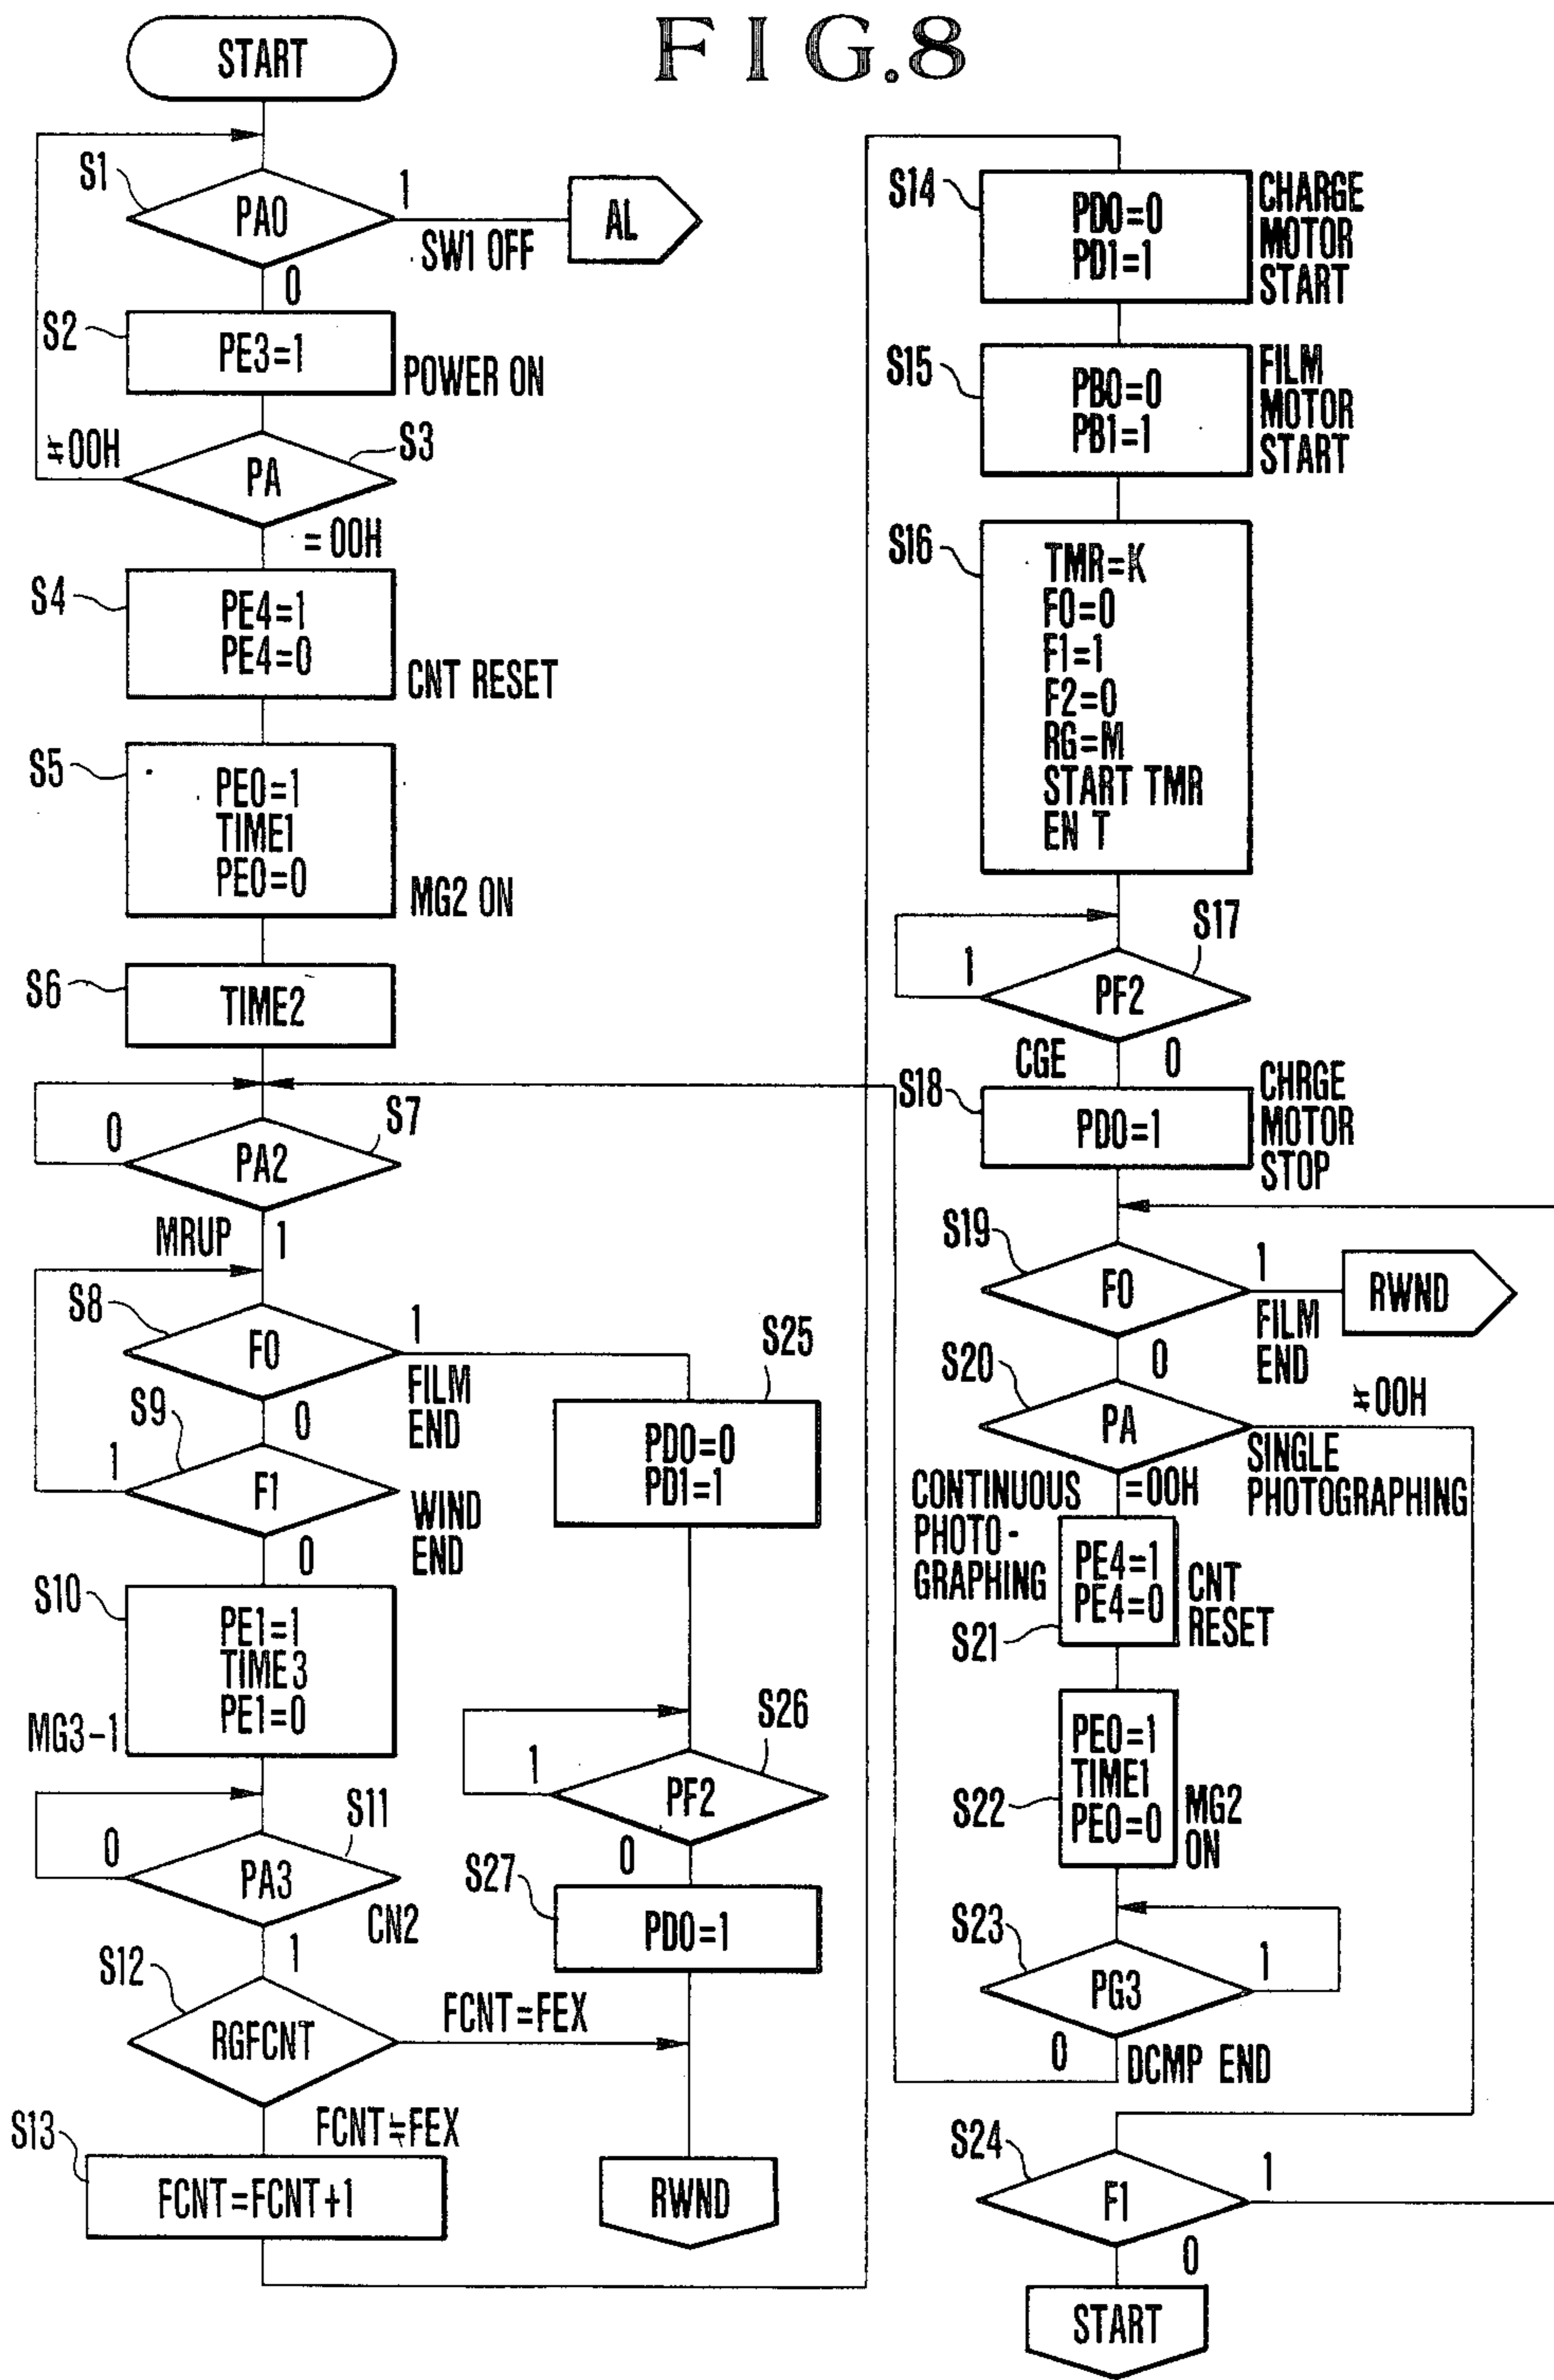 FIG.8
START
S1
PA0
1
SW1 OFF
AL
0
S2
PE3=1
POWER ON
≠00H
S3
PA
=00H
S4
PE4=1
PE4=0
CNT RESET
S5
PE0=1
TIME1
PE0=0
MG2 ON
S6
TIME2
S7
0
PA2
MRUP
1
S8
F0
1
FILM
END
0
S9
1
F1
WIND
END
0
S10
PE1=1
TIME3
PE1=0
MG3-1
S11
0
PA3
CN2
1
S12
RGFCNT
FCNT=FEX
FCNT≠FEX
S13
FCNT=FCNT+1
S25
PD0=0
PD1=1
S26
1
PF2
0
S27
PD0=1
RWND
S14
PD0=0
PD1=1
CHARGE
MOTOR
START
S15
PB0=0
PB1=1
FILM
MOTOR
START
S16
TMR=K
F0=0
F1=1
F2=0
RG=M
START TMR
EN T
S17
1
PF2
CGE
0
S18
PD0=1
CHRGE
MOTOR
STOP
S19
F0
1
FILM
END
RWND
0
S20
PA
≠00H
SINGLE
PHOTOGRAPHING
CONTINUOUS
PHOTO-
GRAPHING
=00H
PE4=1
PE4=0
CNT
RESET
S21
S22
PE0=1
TIME1
PE0=0
MG2
ON
S23
PG3
1
0
DCMP END
S24
F1
1
0
START